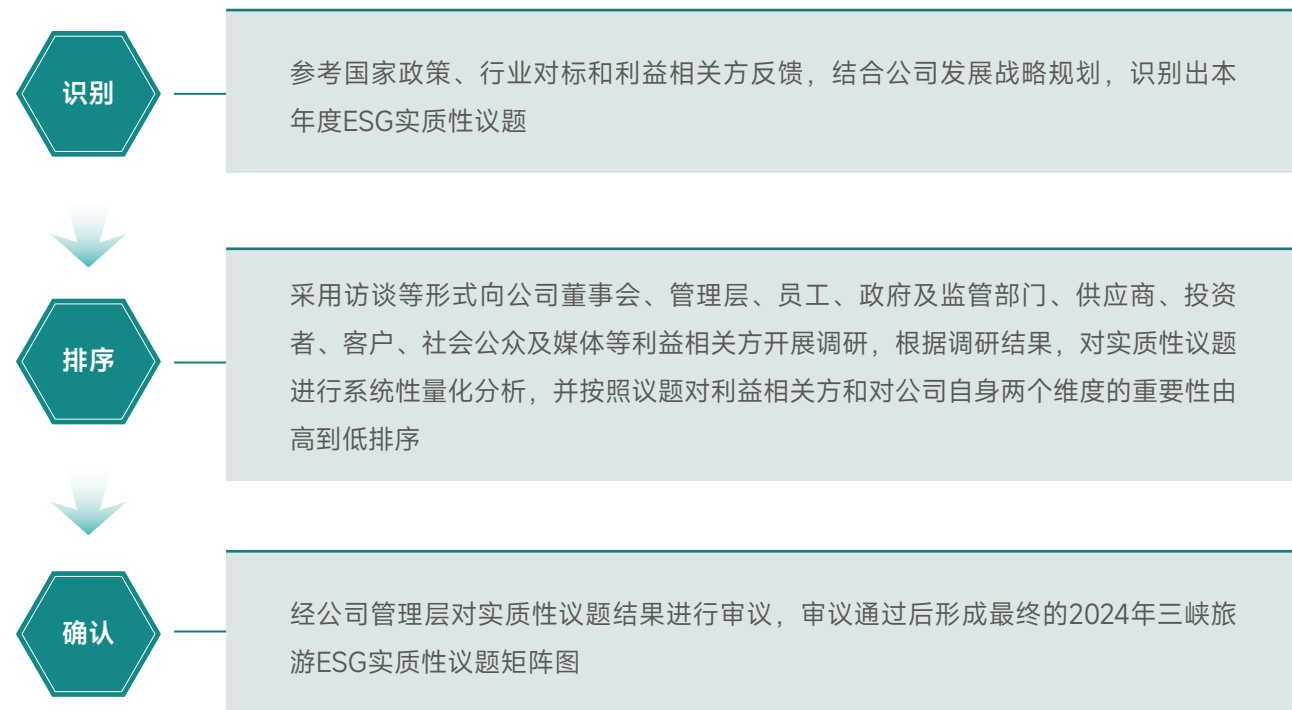 识别
参考国家政策、行业对标和利益相关方反馈，结合公司发展战略规划，识别出本
年度ESG实质性议题
排序
采用访谈等形式向公司董事会、管理层、员工、政府及监管部门、供应商、投资
者、客户、社会公众及媒体等利益相关方开展调研，根据调研结果，对实质性议题
进行系统性量化分析，并按照议题对利益相关方和对公司自身两个维度的重要性由
高到低排序
确认
经公司管理层对实质性议题结果进行审议，审议通过后形成最终的2024年三峡旅
游ESG实质性议题矩阵图